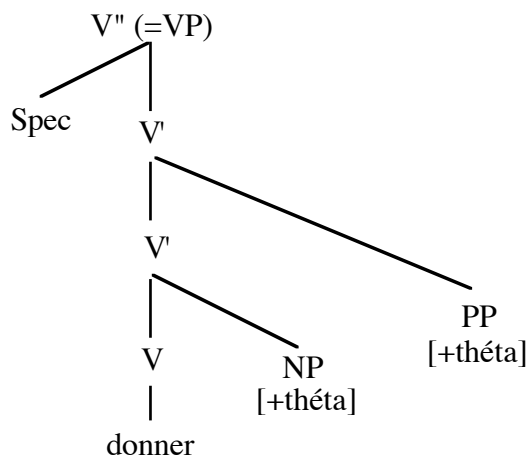 V" (=VP)
Spec
V'
V'
PP
[+théta]
V
NP
[+théta]
donner